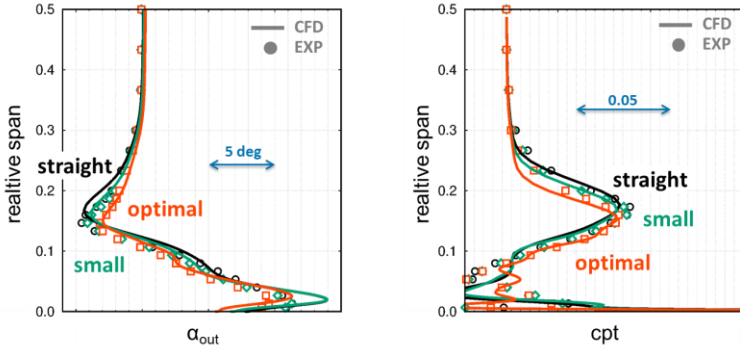 0.5
0.4
0.3
0.2
0.1
0.0
realtive span
CFD
EXP
5 deg
straight
optimal
small
αout
0.5
0.4
0.3
0.2
0.1
0.0
realtive span
CFD
EXP
0.05
straight
small
optimal
cpt